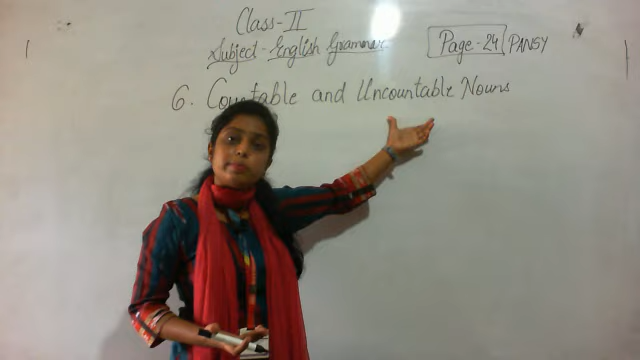 Class-II
Subject-English Grammar
Page-24 PANSY
6. Countable and Uncountable Nouns